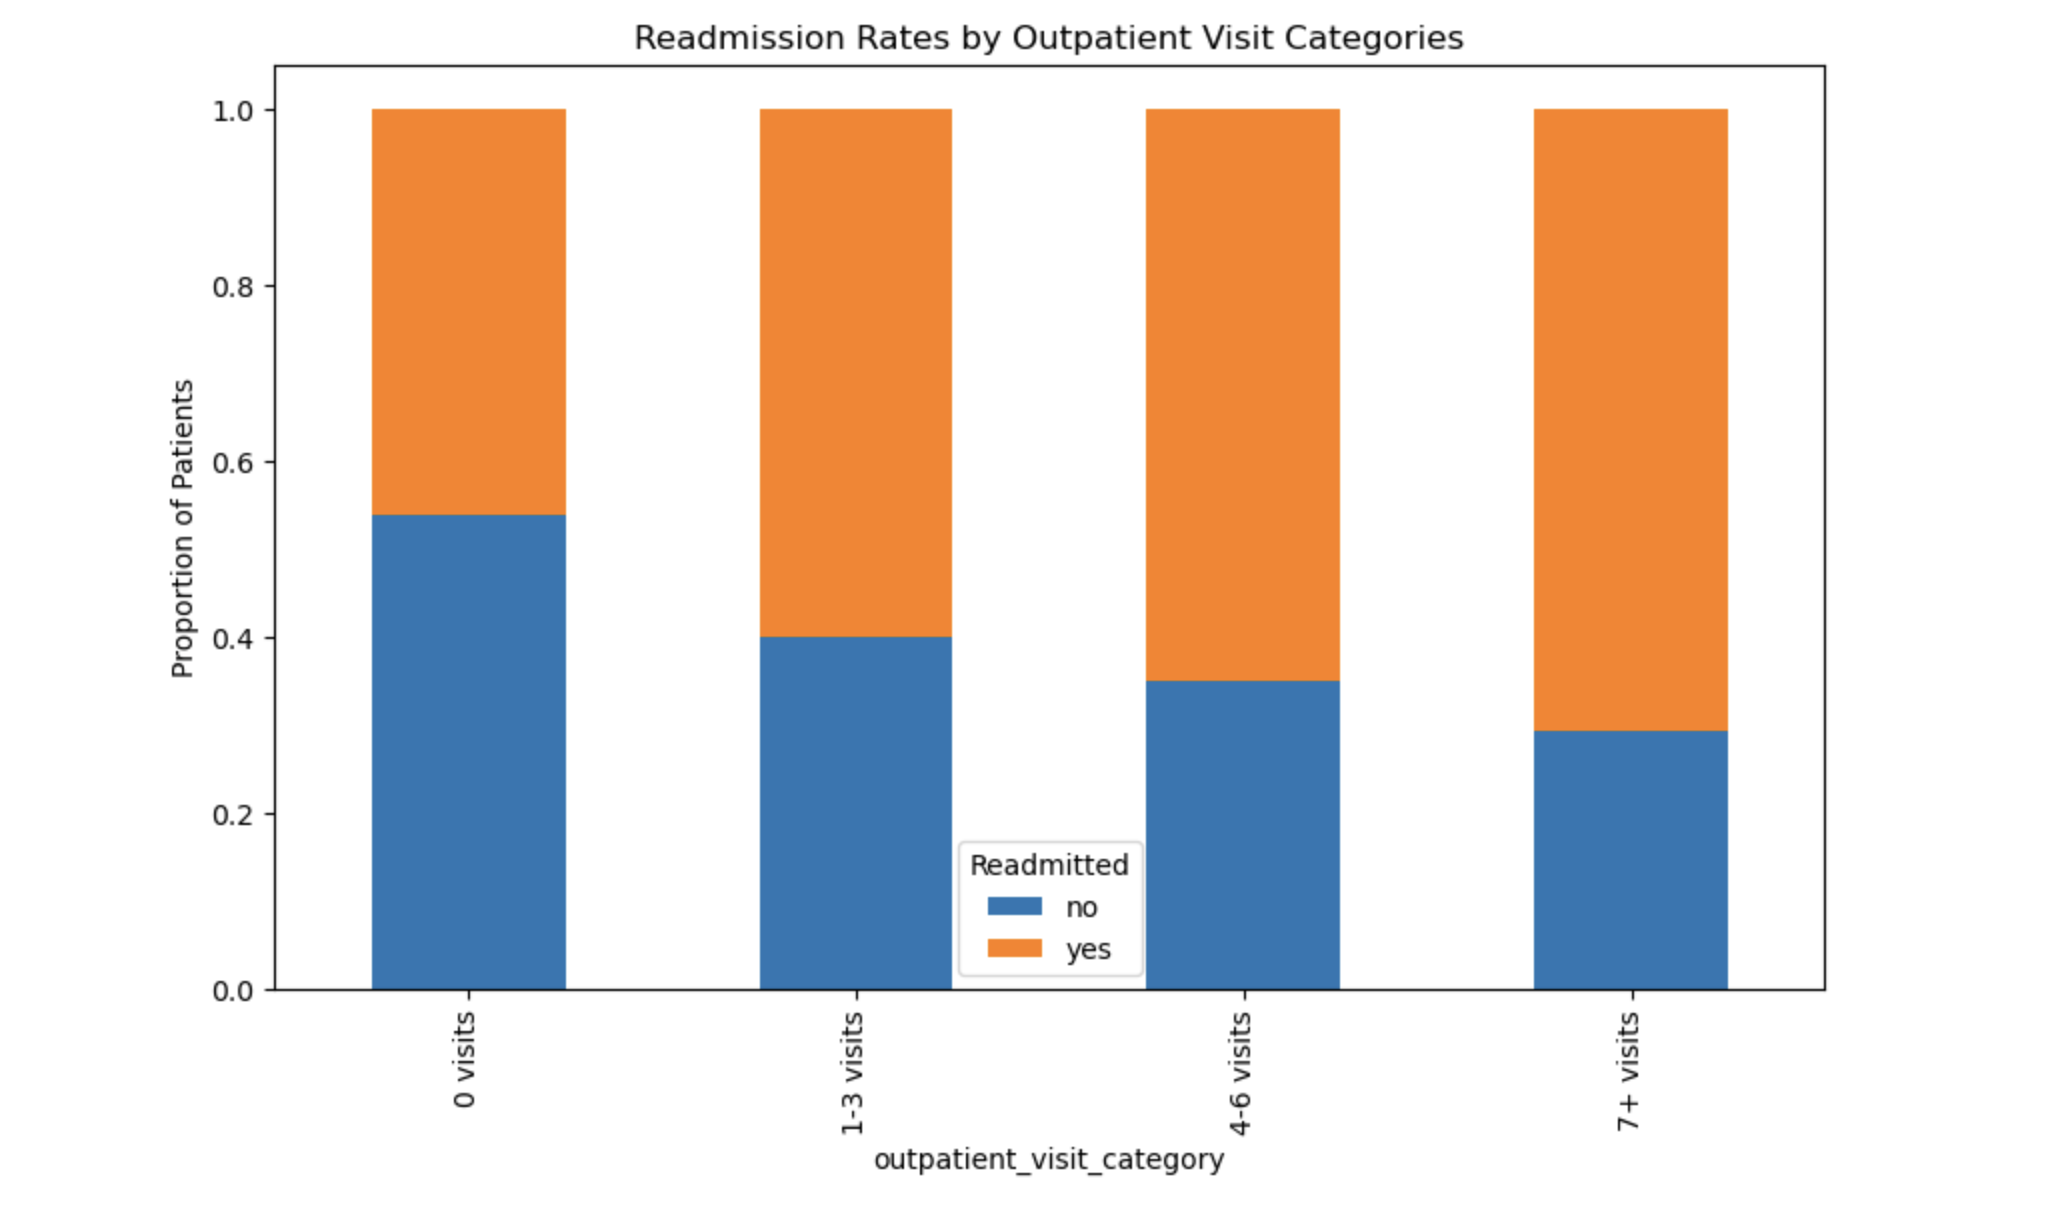 Readmission Rates by Outpatient Visit Categories
Proportion of Patients
1.0
0.8
0.6
0.4
0.2
0.0
Readmitted
no
yes
0 visits
1-3 visits
4-6 visits
7+ visits
outpatient_visit_category